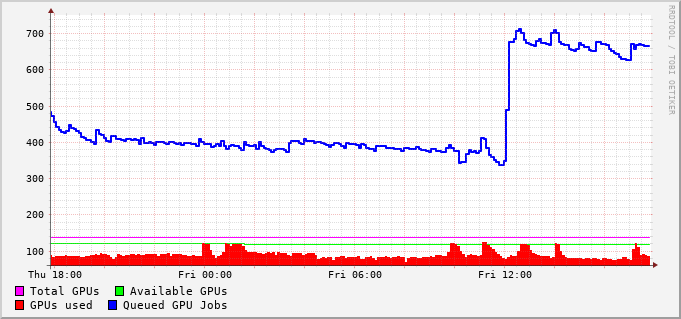 RRDTOOL / TOBI OETIKER
700
600
500
400
300
200
100
Thu 18:00 Fri 00:00 Fri 06:00 Fri 12:00
Total GPUs Available GPUs
GPUs used Queued GPU Jobs